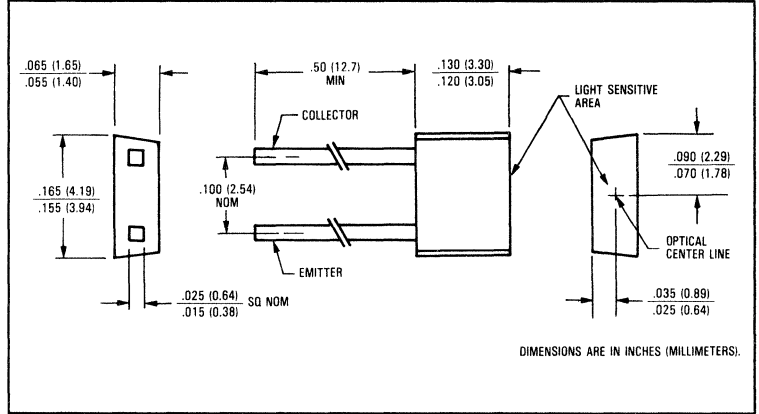 .065 (1.65)
.055 (1.40)
.50 (12.7)
MIN
.130 (3.30)
.120 (3.05)
LIGHT SENSITIVE
AREA
COLLECTOR
.165 (4.19)
.155 (3.94)
.100 (2.54)
NOM
.090 (2.29)
.070 (1.78)
OPTICAL
CENTER LINE
EMITTER
.025 (0.64)
.015 (0.38)
SQ NOM
.035 (0.89)
.025 (0.64)
DIMENSIONS ARE IN INCHES (MILLIMETERS).